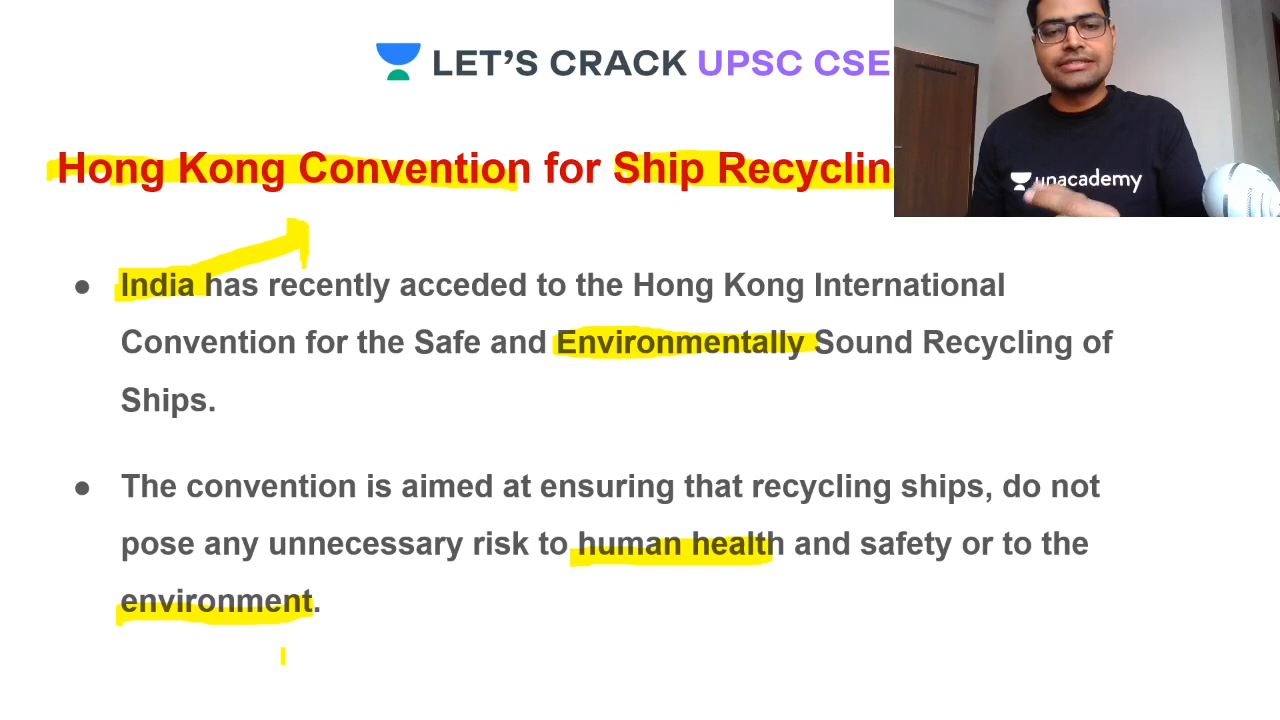 LET'S CRACK UPSC CSE
Hong Kong Convention for Ship Recyclin
unacademy
● India has recently acceded to the Hong Kong International
Convention for the Safe and Environmentally Sound Recycling of
Ships.
● The convention is aimed at ensuring that recycling ships, do not
pose any unnecessary risk to human health and safety or to the
environment.